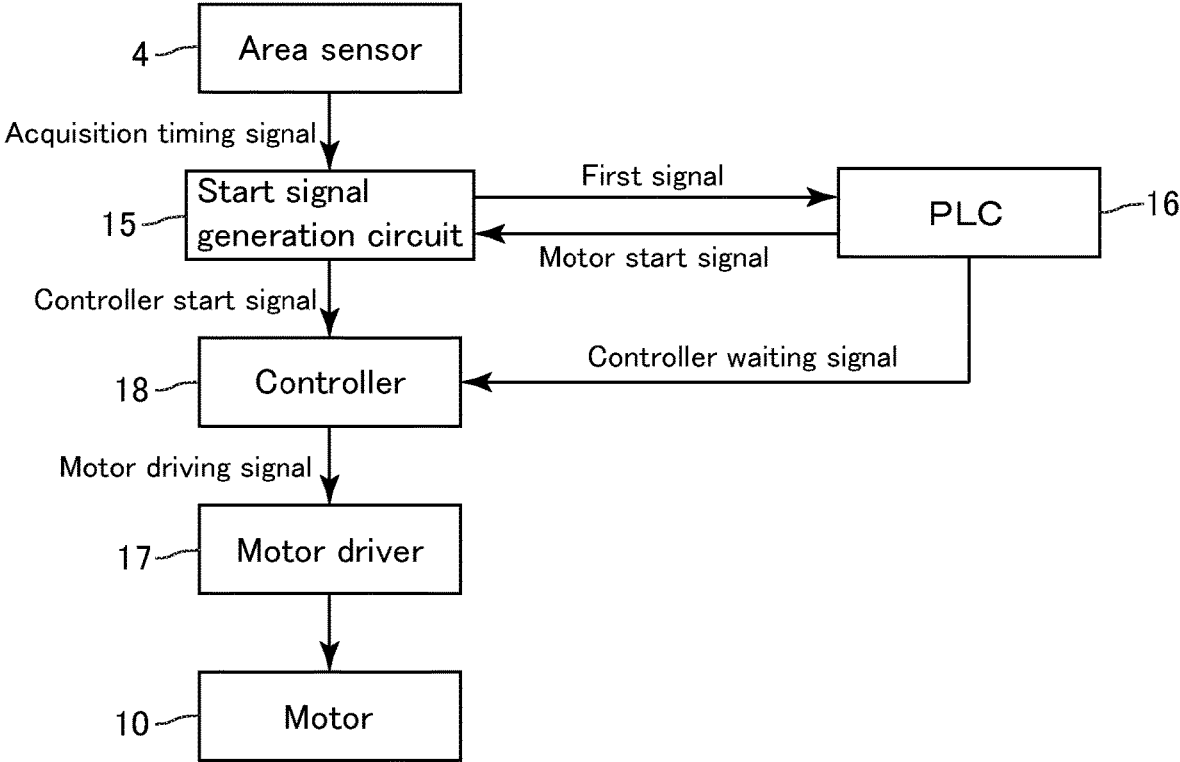 4
Area sensor
Acquisition timing signal
First signal
15
Start signal
generation circuit
PLC
16
Motor start signal
Controller start signal
Controller waiting signal
18
Controller
Motor driving signal
17
Motor driver
10
Motor